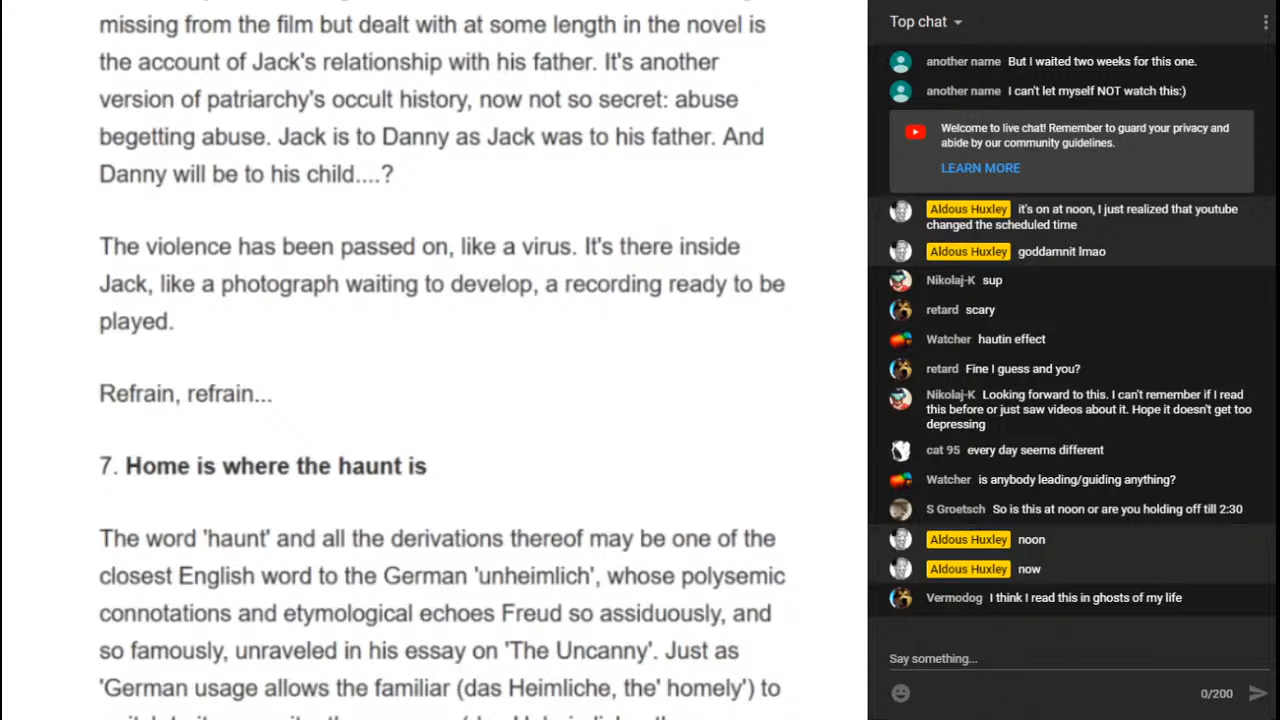 missing from the film but dealt with at some length in the novel is
the account of Jack's relationship with his father. It's another
version of patriarchy's occult history, now not so secret: abuse
begetting abuse. Jack is to Danny as Jack was to his father. And
Danny will be to his child....?
The violence has been passed on, like a virus. It's there inside
Jack, like a photograph waiting to develop, a recording ready to be
played.
Refrain, refrain...
7. Home is where the haunt is
The word 'haunt' and all the derivations thereof may be one of the
closest English word to the German 'unheimlich', whose polysemic
connotations and etymological echoes Freud so assiduously, and
so famously, unraveled in his essay on 'The Uncanny'. Just as
'German usage allows the familiar (das Heimliche, the' homely') to
Top chat
another name But I waited two weeks for this one.
another name I can't let myself NOT watch this:)
Welcome to live chat! Remember to guard your privacy and
abide by our community guidelines.
LEARN MORE
Aldous Huxley it's on at noon, I just realized that youtube
changed the scheduled time
Aldous Huxley goddamnit lmao
Nikolaj-K sup
retard scary
Watcher hautin effect
retard Fine I guess and you?
Nikolaj-K Looking forward to this. I can't remember if I read
this before or just saw videos about it. Hope it doesn't get too
depressing
cat 95 every day seems different
Watcher is anybody leading/guiding anything?
S Groetsch So is this at noon or are you holding off till 2:30
Aldous Huxley noon
Aldous Huxley now
Vermodog I think I read this in ghosts of my life
Say something...
0/200